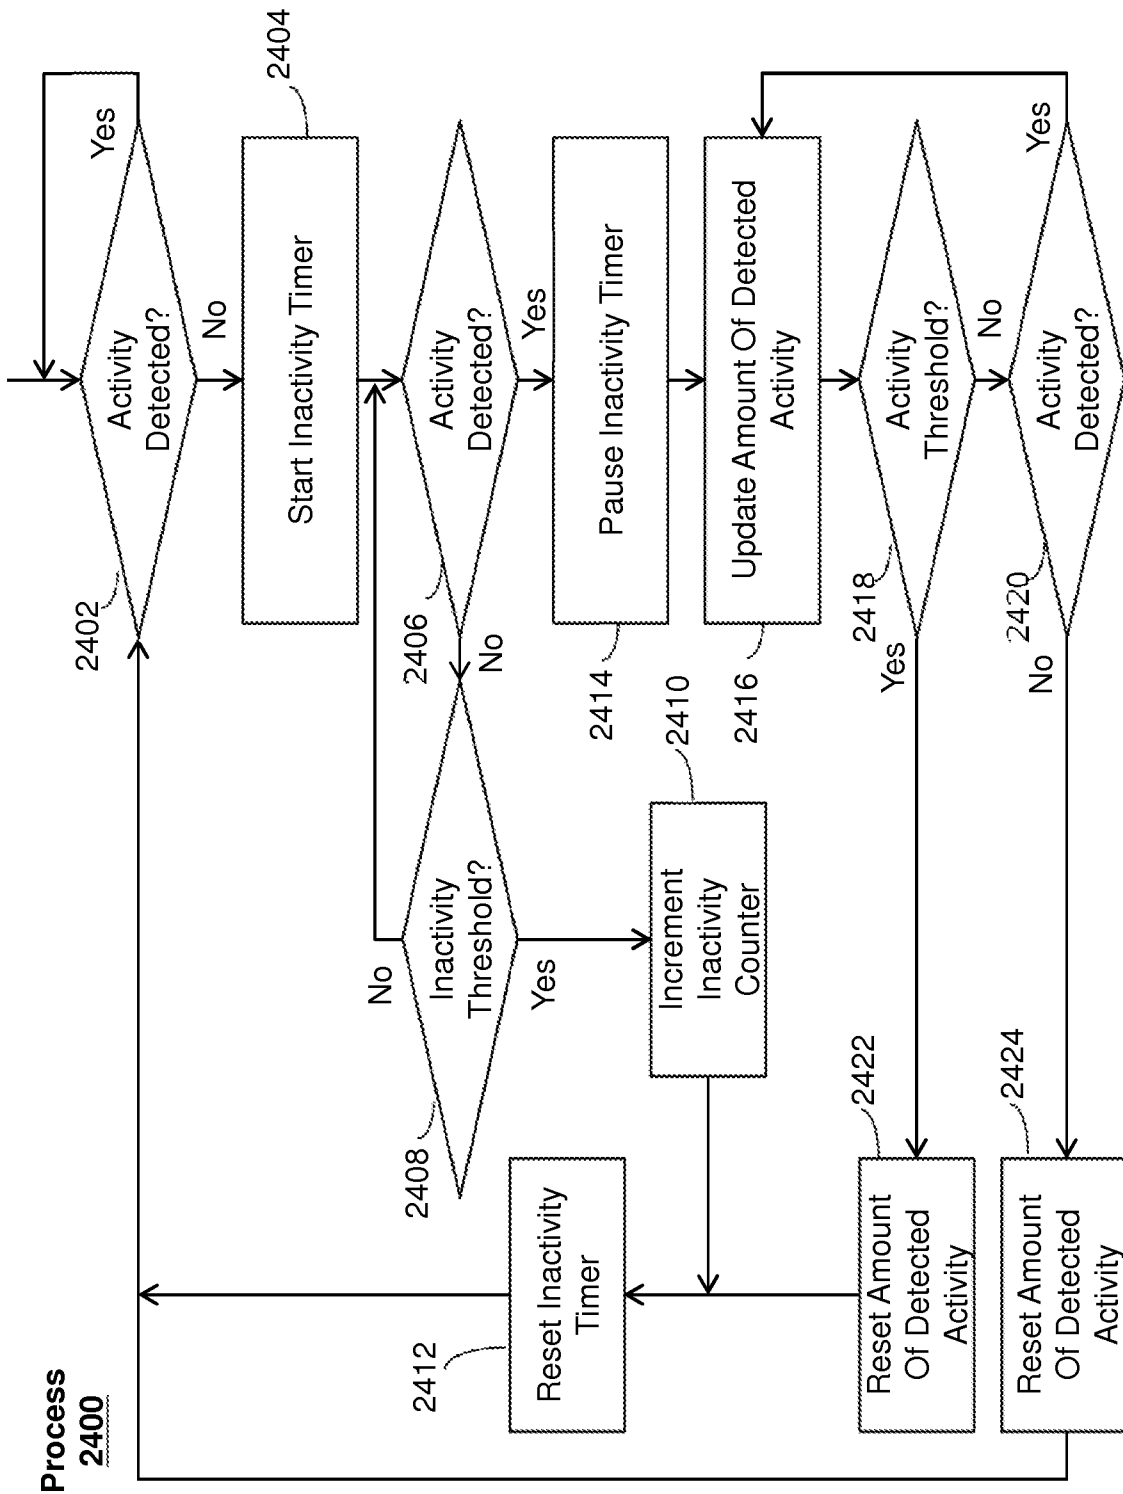 Process
2400
Activity
Detected?
Yes
No
2402
Start Inactivity Timer
2404
Activity
Detected?
Yes
No
2406
Inactivity
Threshold?
No
Yes
2408
Increment
Inactivity
Counter
2410
Reset Inactivity
Timer
2412
Pause Inactivity Timer
2414
Update Amount Of Detected
Activity
2416
Activity
Threshold?
Yes
No
2418
Activity
Detected?
Yes
No
2420
Reset Amount
Of Detected
Activity
2422
Reset Amount
Of Detected
Activity
2424